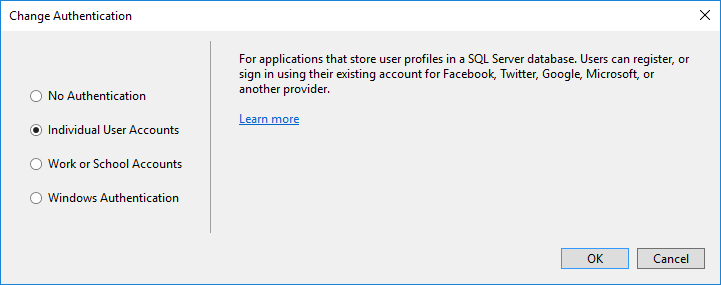 Change Authentication
No Authentication
Individual User Accounts
Work or School Accounts
Windows Authentication
For applications that store user profiles in a SQL Server database. Users can register, or
sign in using their existing account for Facebook, Twitter, Google, Microsoft, or
another provider.
Learn more
OK
Cancel